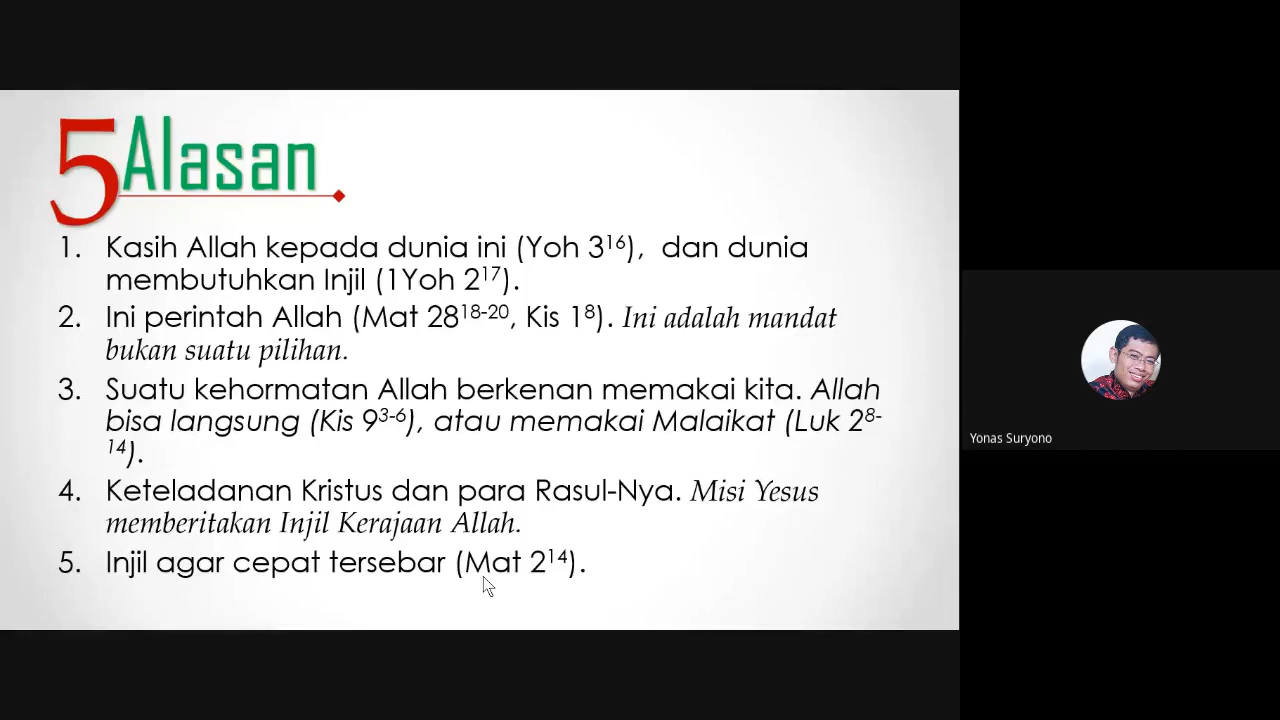 5 Alasan
1. Kasih Allah kepada dunia ini (Yoh 3¹⁶), dan dunia
membutuhkan Injil (1Yoh 2¹⁷).
2. Ini perintah Allah (Mat 28¹⁸⁻²⁰, Kis 1⁸). Ini adalah mandat
bukan suatu pilihan.
3. Suatu kehormatan Allah berkenan memakai kita. Allah
bisa langsung (Kis 9³⁻⁶), atau memakai Malaikat (Luk 2⁸⁻
¹⁴).
4. Keteladanan Kristus dan para Rasul-Nya. Misi Yesus
memberitakan Injil Kerajaan Allah.
5. Injil agar cepat tersebar (Mat 2¹⁴).
Yonas Suryono